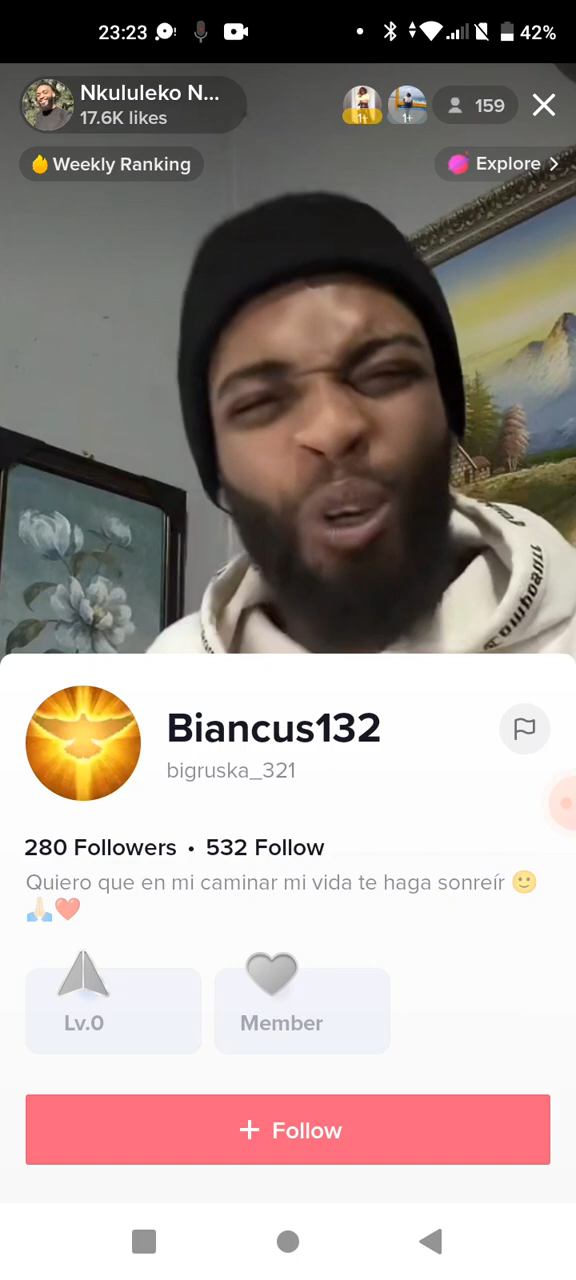 23:23
42%
Nkululeko N...
17.6K likes
1+
1+
159
Weekly Ranking
Explore
Biancus132
bigruska_321
280 Followers • 532 Follow
Quiero que en mi caminar mi vida te haga sonreír 🙂
🙏🏻❤️
Lv.0
Member
+ Follow